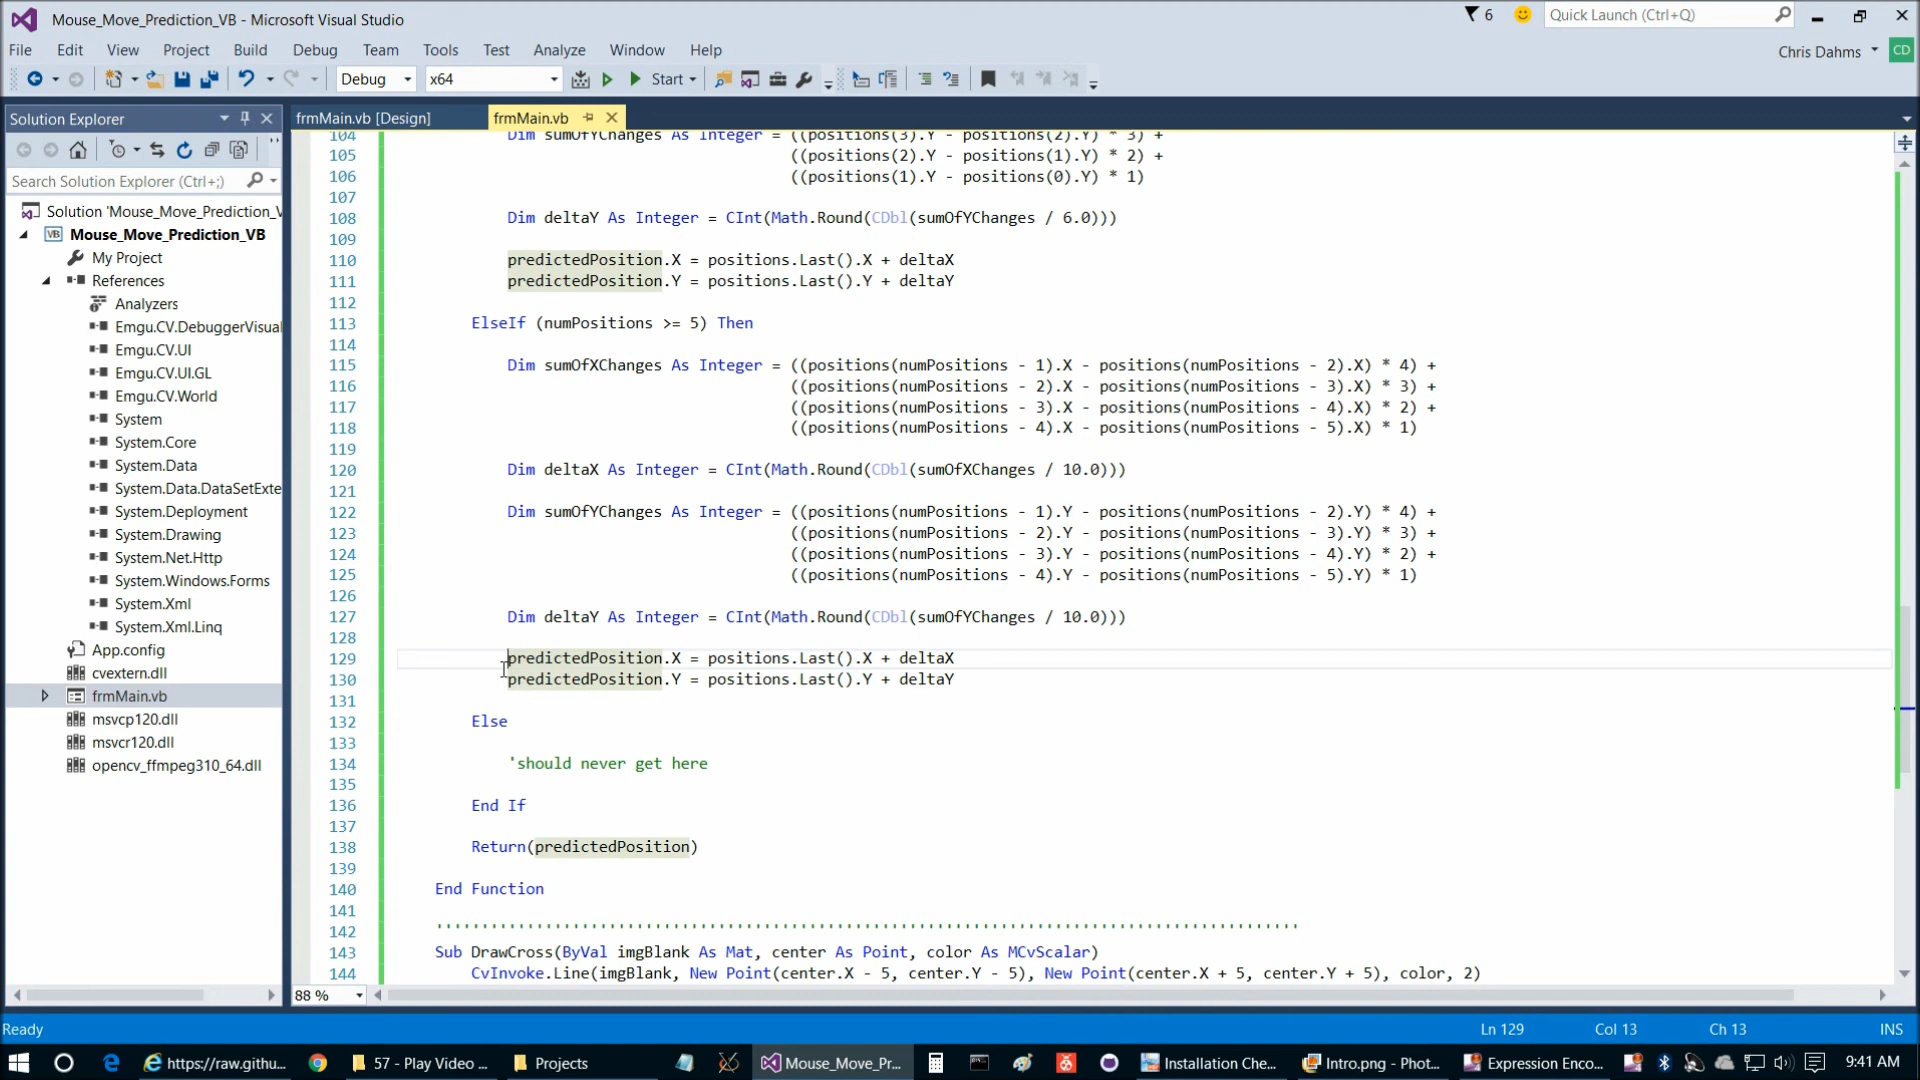 Mouse_Move_Prediction_VB - Microsoft Visual Studio
6
Quick Launch (Ctrl+Q)
File Edit View Project Build Debug Team Tools Test Analyze Window Help
Chris Dahms
CD
Debug
x64
Start
Solution Explorer
frmMain.vb [Design]
frmMain.vb
Search Solution Explorer (Ctrl+;)
Solution 'Mouse_Move_Prediction_V
Mouse_Move_Prediction_VB
My Project
References
Analyzers
Emgu.CV.DebuggerVisual
Emgu.CV.UI
Emgu.CV.UI.GL
Emgu.CV.World
System
System.Core
System.Data
System.Data.DataSetExte
System.Deployment
System.Drawing
System.Net.Http
System.Windows.Forms
System.Xml
System.Xml.Linq
App.config
cvextern.dll
frmMain.vb
msvcp120.dll
msvcr120.dll
opencv_ffmpeg310_64.dll
104 Dim sumOfYChanges As Integer = ((positions(3).Y - positions(2).Y) * 3) +
105 ((positions(2).Y - positions(1).Y) * 2) +
106 ((positions(1).Y - positions(0).Y) * 1)
107
108 Dim deltaY As Integer = CInt(Math.Round(CDbl(sumOfYChanges / 6.0)))
109
110 predictedPosition.X = positions.Last().X + deltaX
111 predictedPosition.Y = positions.Last().Y + deltaY
112
113 ElseIf (numPositions >= 5) Then
114
115 Dim sumOfXChanges As Integer = ((positions(numPositions - 1).X - positions(numPositions - 2).X) * 4) +
116 ((positions(numPositions - 2).X - positions(numPositions - 3).X) * 3) +
117 ((positions(numPositions - 3).X - positions(numPositions - 4).X) * 2) +
118 ((positions(numPositions - 4).X - positions(numPositions - 5).X) * 1)
119
120 Dim deltaX As Integer = CInt(Math.Round(CDbl(sumOfXChanges / 10.0)))
121
122 Dim sumOfYChanges As Integer = ((positions(numPositions - 1).Y - positions(numPositions - 2).Y) * 4) +
123 ((positions(numPositions - 2).Y - positions(numPositions - 3).Y) * 3) +
124 ((positions(numPositions - 3).Y - positions(numPositions - 4).Y) * 2) +
125 ((positions(numPositions - 4).Y - positions(numPositions - 5).Y) * 1)
126
127 Dim deltaY As Integer = CInt(Math.Round(CDbl(sumOfYChanges / 10.0)))
128
129 predictedPosition.X = positions.Last().X + deltaX
130 predictedPosition.Y = positions.Last().Y + deltaY
131
132 Else
133
134 'should never get here
135
136 End If
137
138 Return(predictedPosition)
139
140 End Function
141
142 '''''''''''''''''''''''''''''''''''''''''''''''''''''''''''''''''''''''''''''''''''''''''''''''
143 Sub DrawCross(ByVal imgBlank As Mat, center As Point, color As MCvScalar)
144 CvInvoke.Line(imgBlank, New Point(center.X - 5, center.Y - 5), New Point(center.X + 5, center.Y + 5), color, 2)
88 %
Ready
Ln 129
Col 13
Ch 13
INS
https://raw.githu...
57 - Play Video ...
Projects
Mouse_Move_Pr...
Installation Che...
Intro.png - Phot...
Expression Enco...
9:41 AM